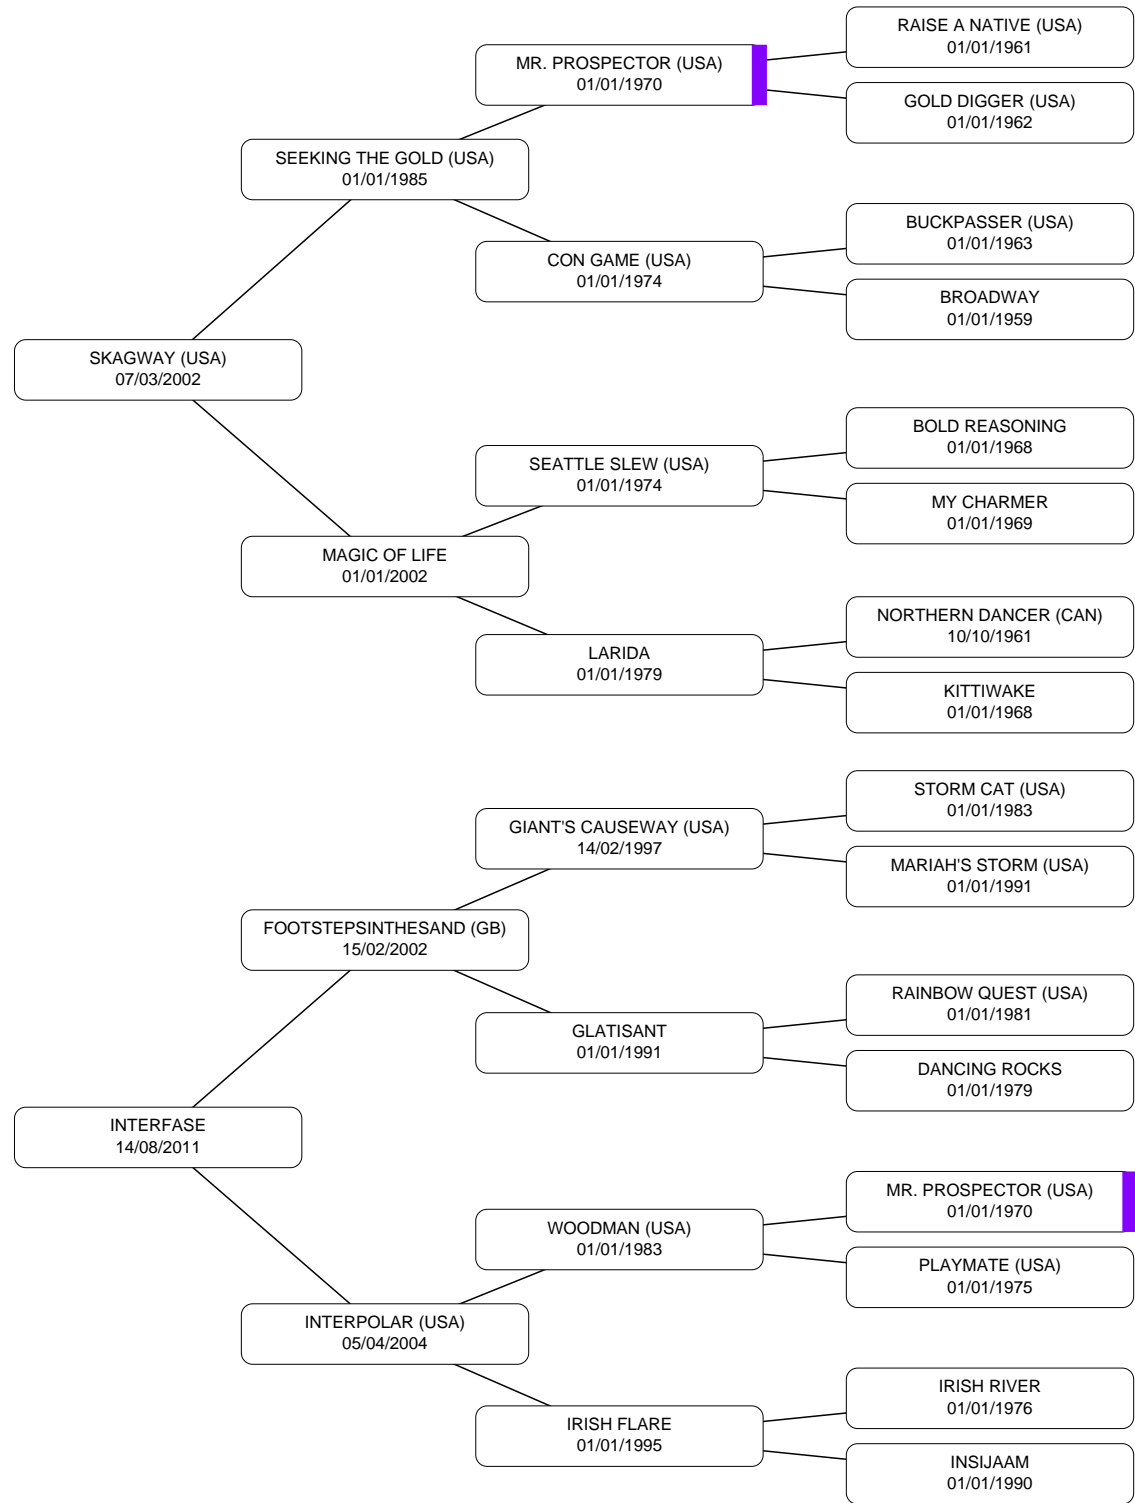 RAISE A NATIVE (USA)
01/01/1961
MR. PROSPECTOR (USA)
01/01/1970
GOLD DIGGER (USA)
01/01/1962
SEEKING THE GOLD (USA)
01/01/1985
BUCKPASSER (USA)
01/01/1963
CON GAME (USA)
01/01/1974
BROADWAY
01/01/1959
SKAGWAY (USA)
07/03/2002
BOLD REASONING
01/01/1968
SEATTLE SLEW (USA)
01/01/1974
MY CHARMER
01/01/1969
MAGIC OF LIFE
01/01/2002
NORTHERN DANCER (CAN)
10/10/1961
LARIDA
01/01/1979
KITTIWAKE
01/01/1968
STORM CAT (USA)
01/01/1983
GIANT'S CAUSEWAY (USA)
14/02/1997
MARIAH'S STORM (USA)
01/01/1991
FOOTSTEPSINTHESAND (GB)
15/02/2002
RAINBOW QUEST (USA)
01/01/1981
GLATISANT
01/01/1991
DANCING ROCKS
01/01/1979
INTERFASE
14/08/2011
MR. PROSPECTOR (USA)
01/01/1970
WOODMAN (USA)
01/01/1983
PLAYMATE (USA)
01/01/1975
INTERPOLAR (USA)
05/04/2004
IRISH RIVER
01/01/1976
IRISH FLARE
01/01/1995
INSIJAAM
01/01/1990